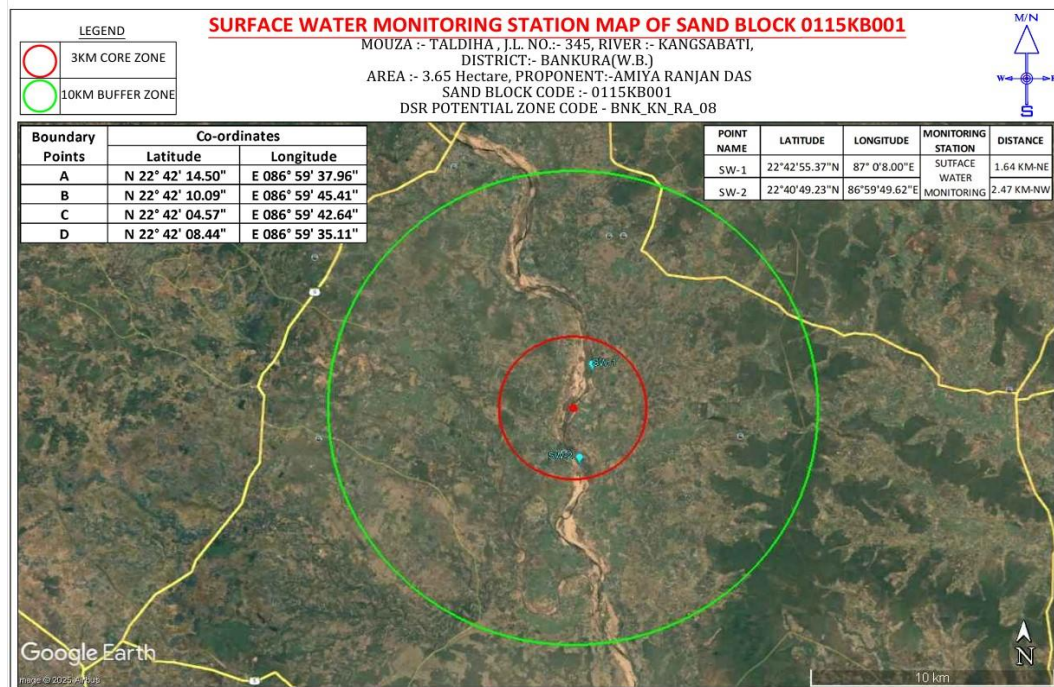 SURFACE WATER MONITORING STATION MAP OF SAND BLOCK 0115KB001
MOUZA :- TALDIHA , J.L. NO.:- 345, RIVER :- KANGSABATI,
DISTRICT:- BANKURA(W.B.)
AREA :- 3.65 Hectare, PROPONENT:-AMIYA RANJAN DAS
SAND BLOCK CODE :- 0115KB001
DSR POTENTIAL ZONE CODE - BNK_KN_RA_08
LEGEND
3KM CORE ZONE
10KM BUFFER ZONE
M/N
W
E
S
Boundary Points Co-ordinates
Latitude Longitude
A N 22° 42' 14.50" E 086° 59' 37.96"
B N 22° 42' 10.09" E 086° 59' 45.41"
C N 22° 42' 04.57" E 086° 59' 42.64"
D N 22° 42' 08.44" E 086° 59' 35.11"
POINT NAME LATITUDE LONGITUDE MONITORING STATION DISTANCE
SW-1 22°42'55.37"N 87° 0'8.00"E SUTFACE WATER MONITORING 1.64 KM-NE
SW-2 22°40'49.23"N 86°59'49.62"E 2.47 KM-NW
SW-1
SW-2
Google Earth
Image © 2025 Airbus
N
10 km